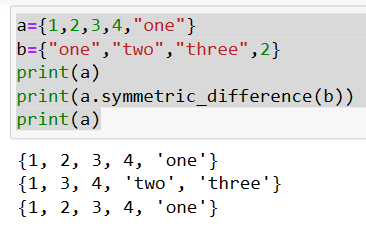 a={1,2,3,4,"one"}
b={"one","two","three",2}
print(a)
print(a.symmetric_difference(b))
print(a)
{1, 2, 3, 4, 'one'}
{1, 3, 4, 'two', 'three'}
{1, 2, 3, 4, 'one'}